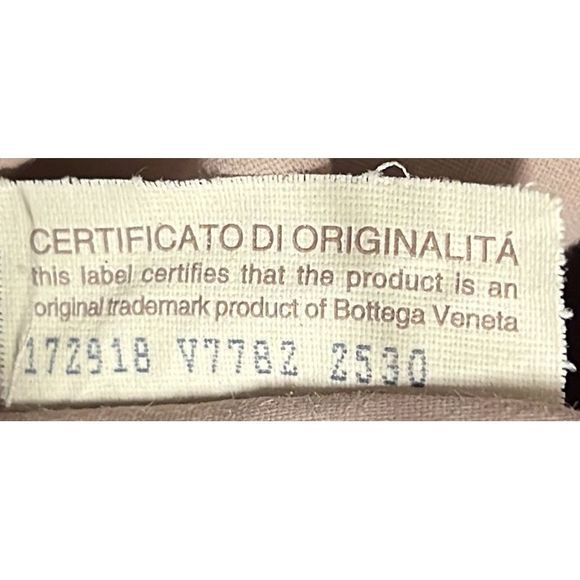 CERTIFICATO DI ORIGINALITÁ
this label certifies that the product is an
original trademark product of Bottega Veneta
172918 V778Z 2530